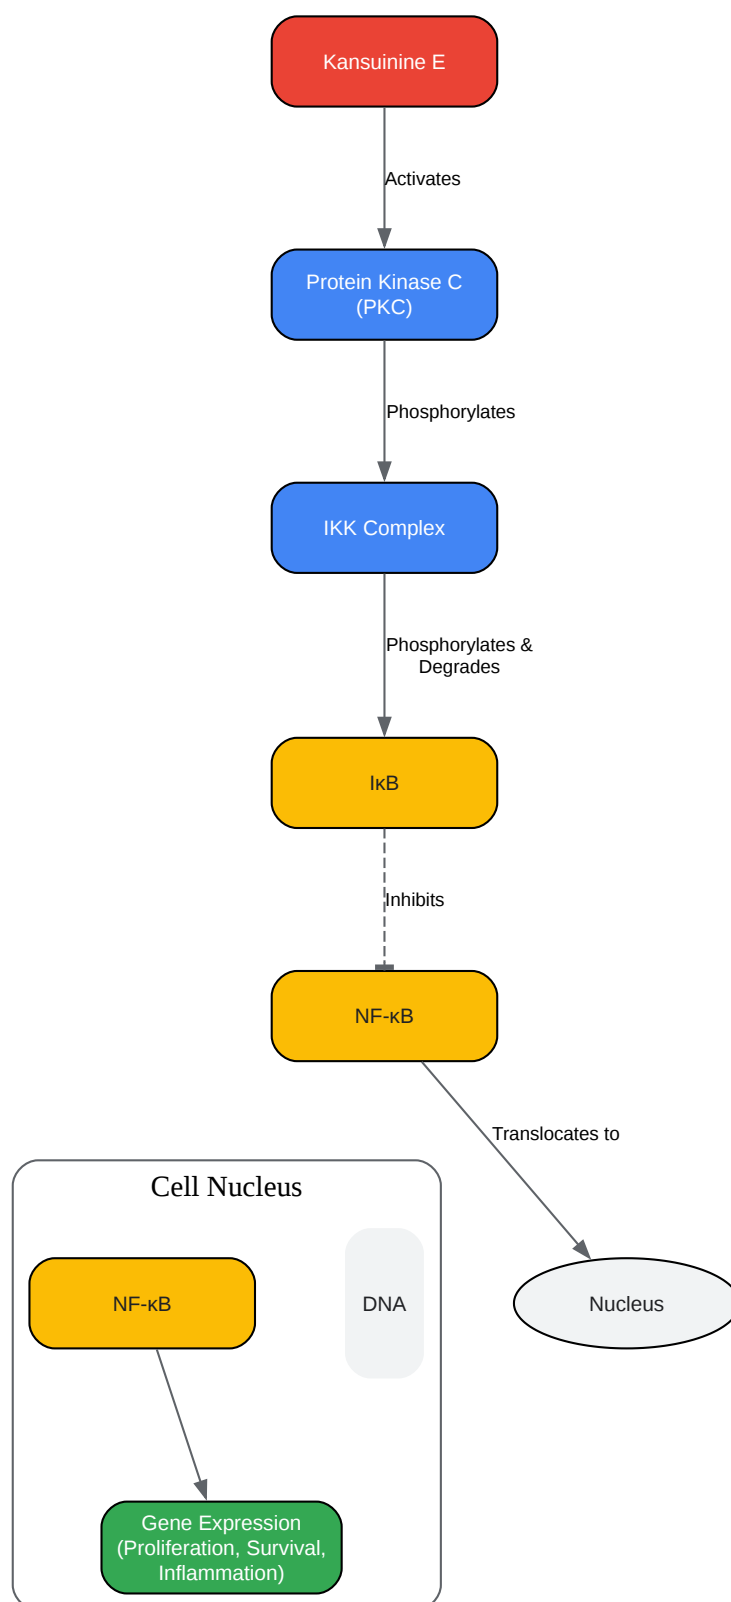 Kansuinine E
Activates
Protein Kinase C
(PKC)
Phosphorylates
IKK Complex
Phosphorylates &
Degrades
IκB
Inhibits
NF-κB
Translocates to
Cell Nucleus
NF-κB
DNA
Nucleus
Gene Expression
(Proliferation, Survival,
Inflammation)